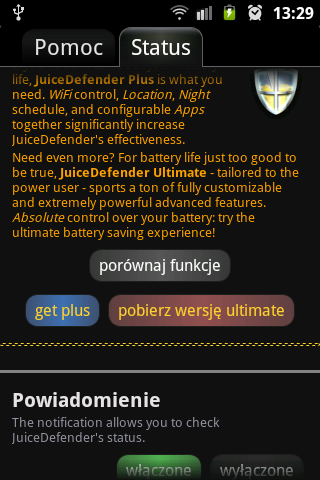 13:29
Pomoc
Status
life, JuiceDefender Plus is what you
need. WiFi control, Location, Night
schedule, and configurable Apps
together significantly increase
JuiceDefender's effectiveness.
Need even more? For battery life just too good to
be true, JuiceDefender Ultimate - tailored to the
power user - sports a ton of fully customizable
and extremely powerful advanced features.
Absolute control over your battery: try the
ultimate battery saving experience!
porównaj funkcje
get plus
pobierz wersję ultimate
Powiadomienie
The notification allows you to check
JuiceDefender's status.
włączone
wyłączone